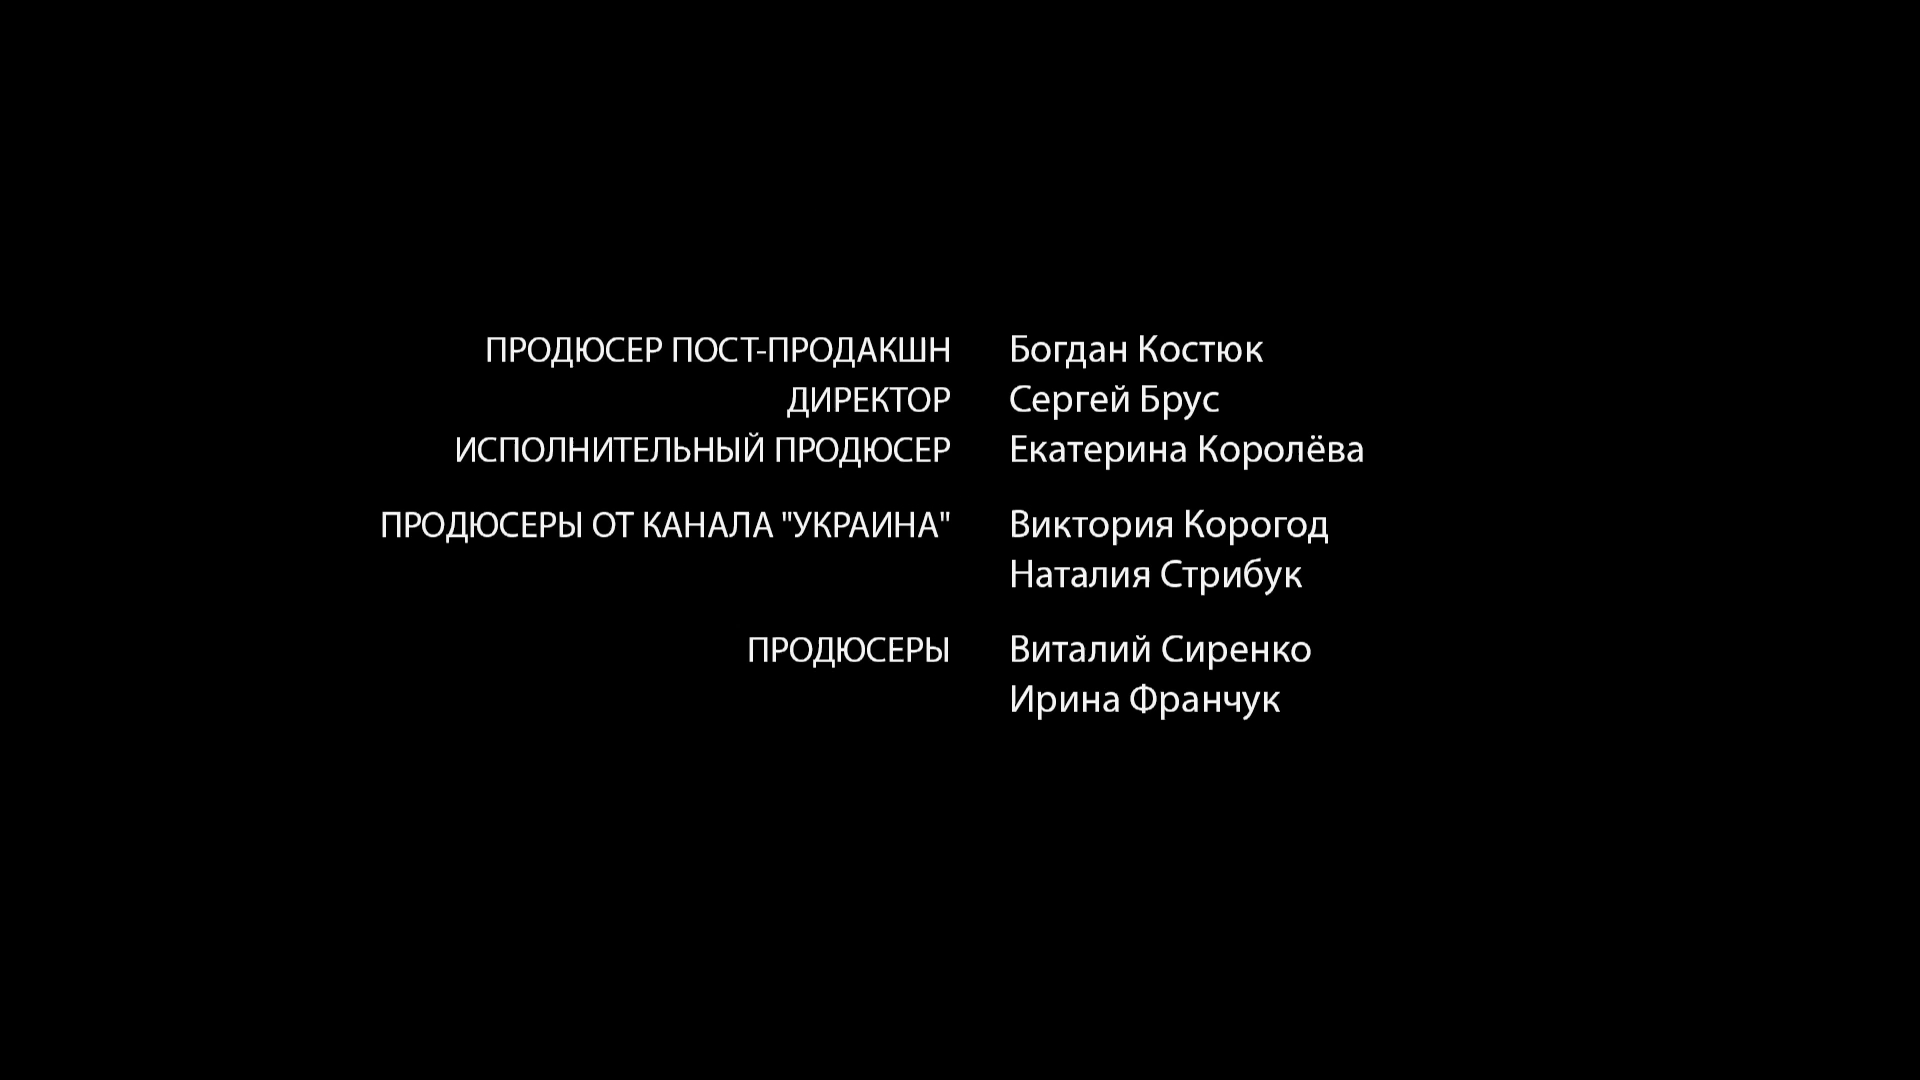 ПРОДЮСЕР ПОСТ-ПРОДАКШН Богдан Костюк
ДИРЕКТОР Сергей Брус
ИСПОЛНИТЕЛЬНЫЙ ПРОДЮСЕР Екатерина Королёва
ПРОДЮСЕРЫ ОТ КАНАЛА "УКРАИНА" Виктория Корогод
Наталия Стрибук
ПРОДЮСЕРЫ Виталий Сиренко
Ирина Франчук